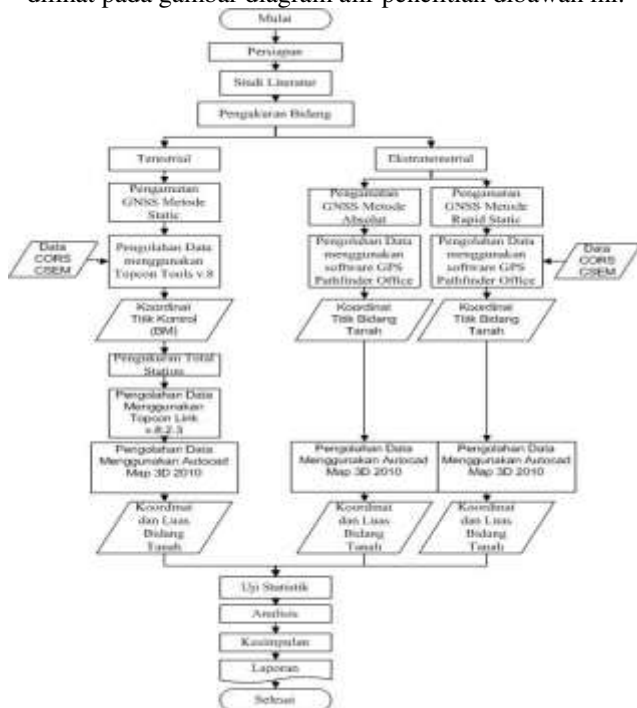 dilihat pada gambar diagram alir penelitian dibawah ini:
Mulai
Persiapan
Studi Literatur
Pengukuran Bidang
Terestrial
Ekstraterestrial
Pengamatan
GNSS Metode
Static
Pengamatan
GNSS Metode
Absolut
Pengamatan
GNSS Metode
Rapid Static
Data
CORS
CSEM
Pengolahan Data
menggunakan
Topcon Tools v.8
Pengolahan Data
menggunakan
software GPS
Pathfinder Office
Pengolahan Data
menggunakan
software GPS
Pathfinder Office
Data
CORS
CSEM
Koordinat
Titik Kontrol
(BM)
Koordinat
Titik Bidang
Tanah
Koordinat
Titik Bidang
Tanah
Pengukuran Total
Station
Pengolahan Data
Menggunakan
Topcon Link
v.8.2.3
Pengolahan Data
Menggunakan Autocad
Map 3D 2010
Pengolahan Data
Menggunakan Autocad
Map 3D 2010
Pengolahan Data
Menggunakan Autocad
Map 3D 2010
Koordinat
dan Luas
Bidang
Tanah
Koordinat
dan Luas
Bidang
Tanah
Koordinat
dan Luas
Bidang
Tanah
Uji Statistik
Analisis
Kesimpulan
Laporan
Selesai